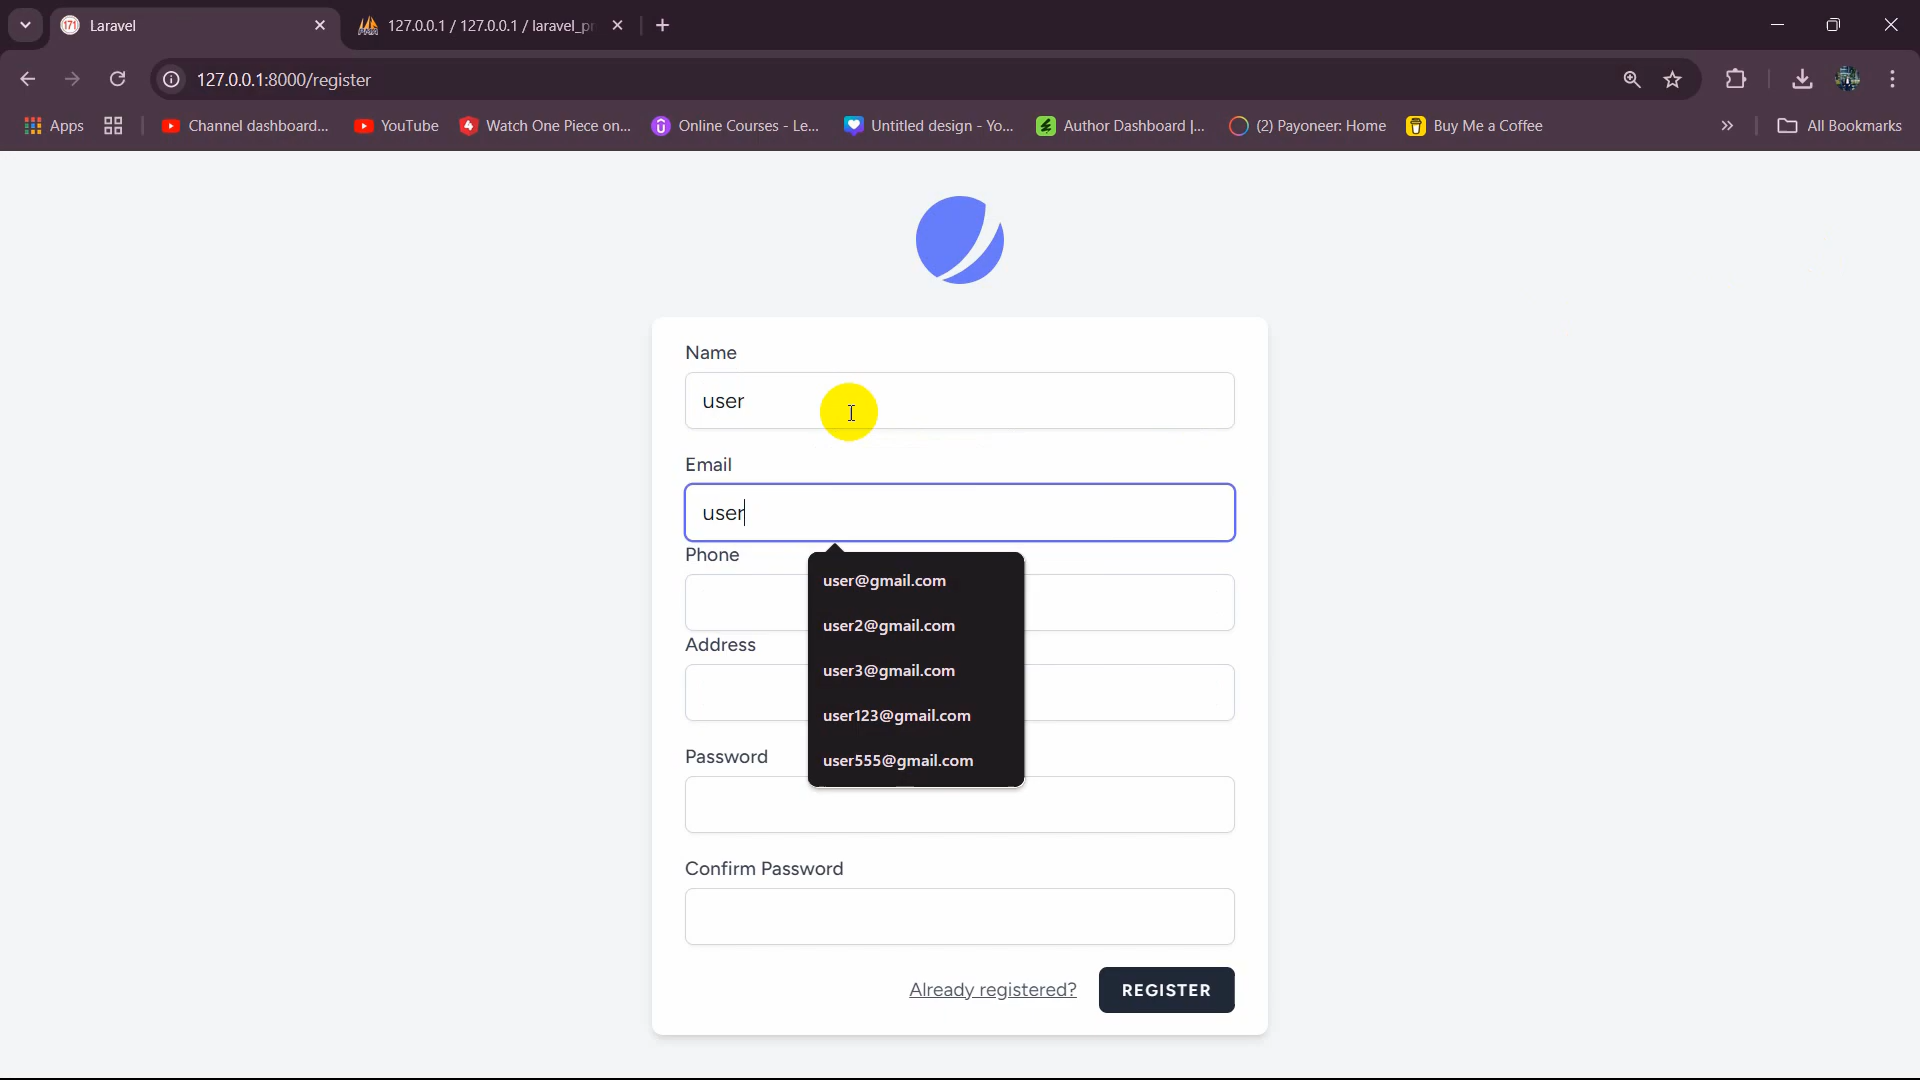 Laravel
127.0.0.1 / 127.0.0.1 / laravel_pr
127.0.0.1:8000/register
Apps
Channel dashboard...
YouTube
Watch One Piece on...
Online Courses - Le...
Untitled design - Yo...
Author Dashboard |...
(2) Payoneer: Home
Buy Me a Coffee
All Bookmarks
Name
user
Email
user
Phone
user@gmail.com
user2@gmail.com
Address
user3@gmail.com
user123@gmail.com
Password
user555@gmail.com
Confirm Password
Already registered?
REGISTER